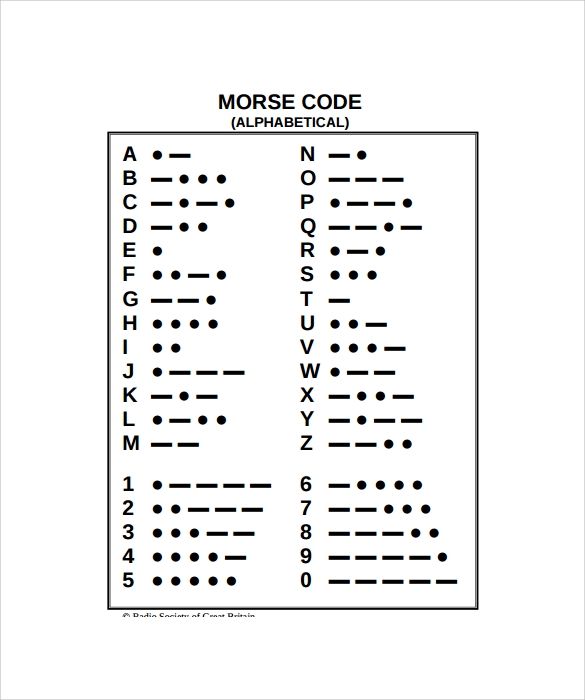 MORSE CODE
(ALPHABETICAL)
A ● — N — ●
B — ● ● ● O — — —
C — ● — ● P ● — — ●
D — ● ● Q — — ● —
E ● R ● — ●
F ● ● — ● S ● ● ●
G — — ● T —
H ● ● ● ● U ● ● —
I ● ● V ● ● ● —
J ● — — — W ● — —
K — ● — X — ● ● —
L ● — ● ● Y — ● — —
M — — Z — — ● ●
1 ● — — — — 6 — ● ● ● ●
2 ● ● — — — 7 — — ● ● ●
3 ● ● ● — — 8 — — — ● ●
4 ● ● ● ● — 9 — — — — ●
5 ● ● ● ● ● 0 — — — — —
© Radio Society of Great Britain